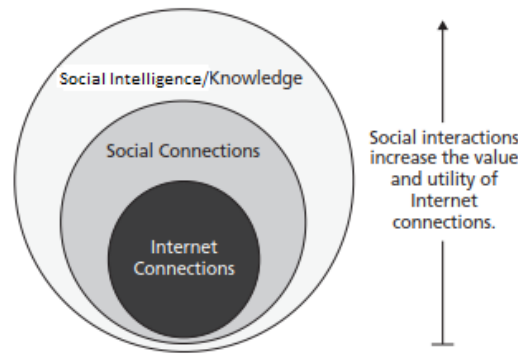 Social Intelligence/Knowledge
Social Connections
Internet
Connections
Social interactions
increase the value
and utility of
Internet
connections.